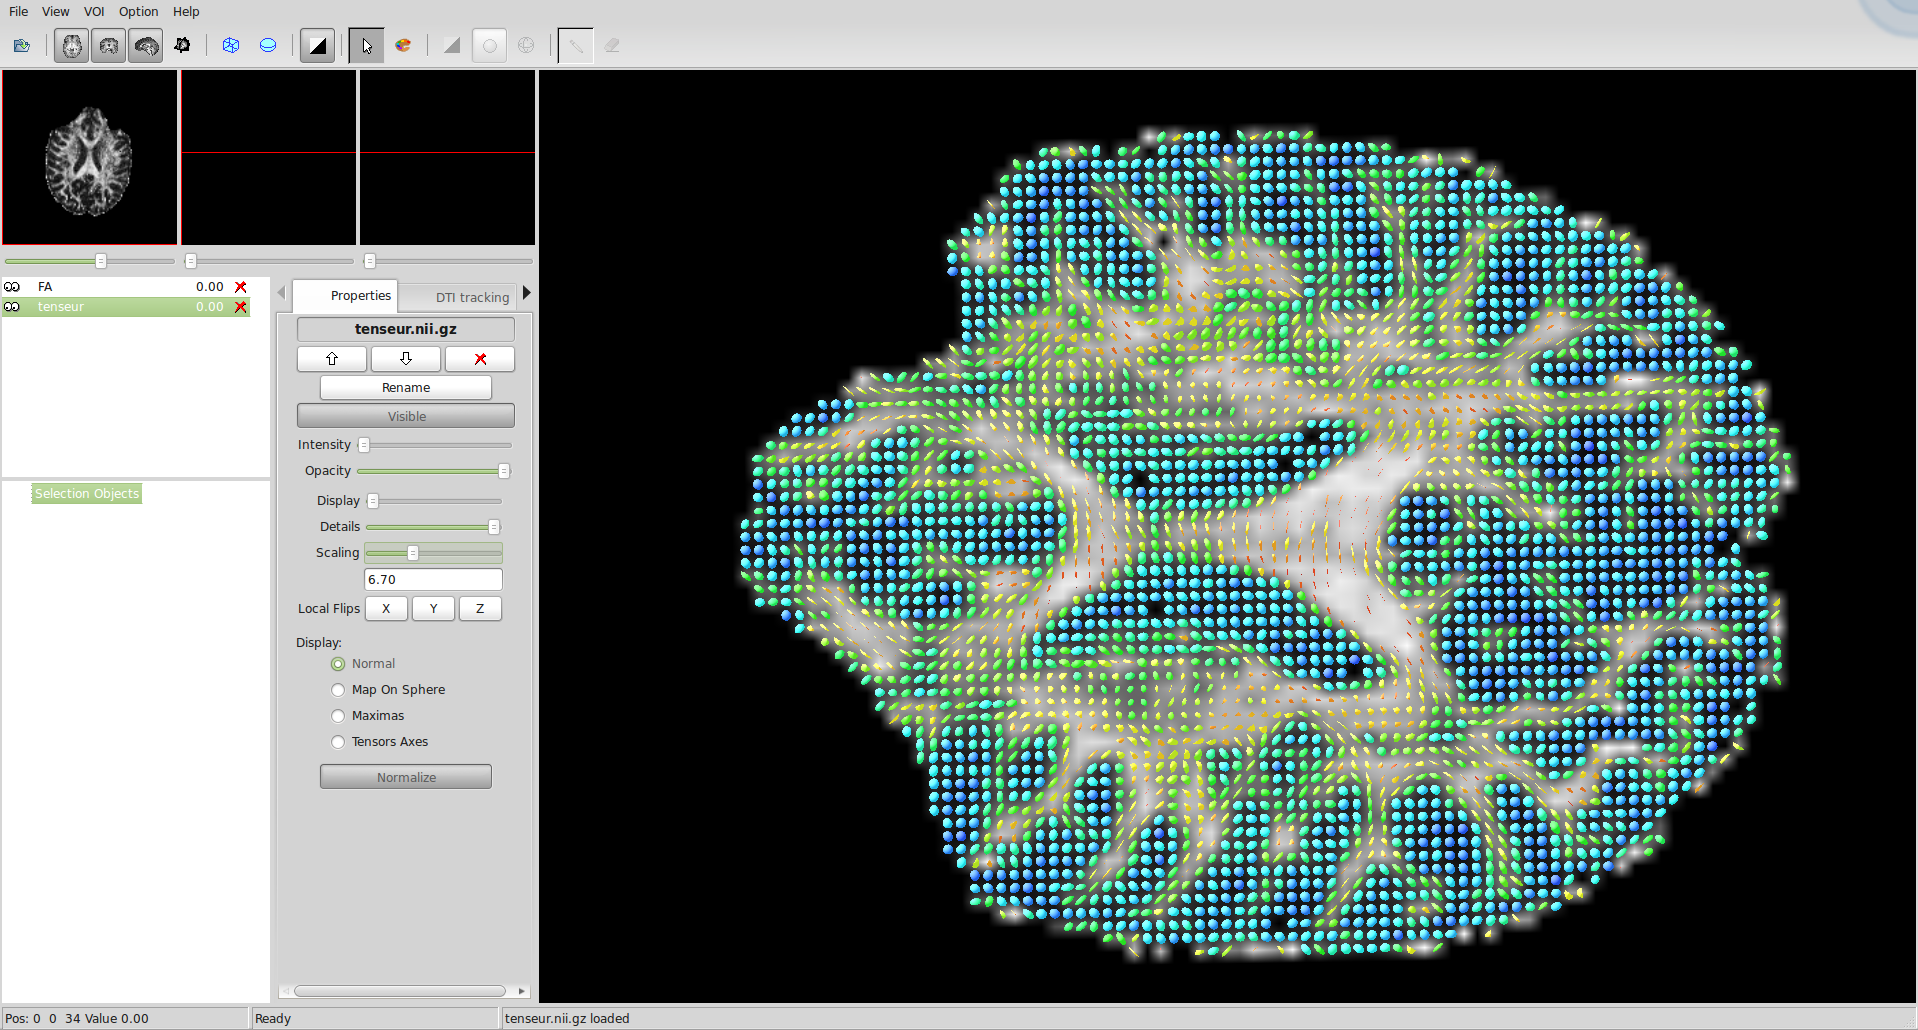 File View VOI Option Help
FA 0.00
tenseur 0.00
Selection Objects
Properties DTI tracking
tenseur.nii.gz
Rename
Visible
Intensity
Opacity
Display
Details
Scaling
6.70
Local Flips X Y Z
Display:
Normal
Map On Sphere
Maximas
Tensors Axes
Normalize
Pos: 0 0 34 Value 0.00 Ready tenseur.nii.gz loaded